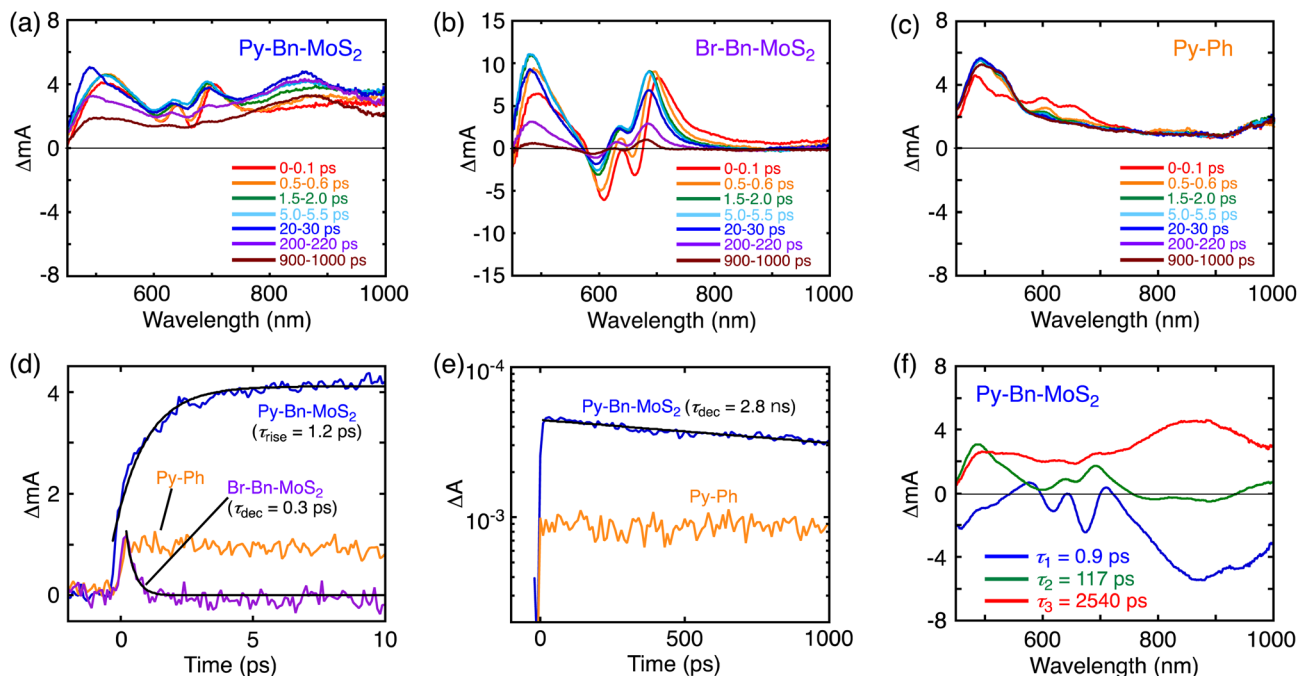 (a)
Py-Bn-MoS2
8
4
0
4
8
ΔmA
600
800
1000
Wavelength (nm)
0-0.1 ps
0.5-0.6 ps
1.5-2.0 ps
5.0-5.5 ps
20-30 ps
200-220 ps
900-1000 ps
(b)
Br-Bn-MoS2
15
10
5
0
-5
-10
-15
ΔmA
600
800
1000
Wavelength (nm)
0-0.1 ps
0.5-0.6 ps
1.5-2.0 ps
5.0-5.5 ps
20-30 ps
200-220 ps
900-1000 ps
(c)
Py-Ph
8
4
0
-4
-8
ΔmA
600
800
1000
Wavelength (nm)
0-0.1 ps
0.5-0.6 ps
1.5-2.0 ps
5.0-5.5 ps
20-30 ps
200-220 ps
900-1000 ps
(d)
4
2
0
ΔmA
Py-Bn-MoS2
(τrise = 1.2 ps)
Py-Ph
Br-Bn-MoS2
(τdec = 0.3 ps)
0
5
10
Time (ps)
(e)
10-4
10-3
ΔA
Py-Bn-MoS2 (τdec = 2.8 ns)
Py-Ph
0
500
1000
Time (ps)
(f)
Py-Bn-MoS2
8
4
0
-4
-8
ΔmA
τ1 = 0.9 ps
τ2 = 117 ps
τ3 = 2540 ps
600
800
1000
Wavelength (nm)